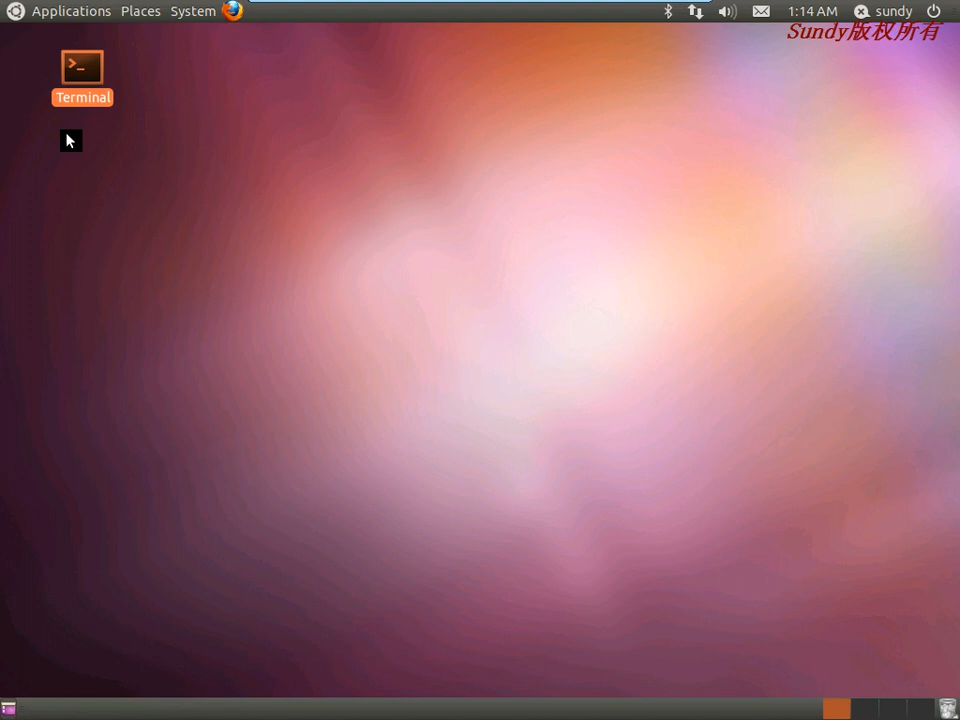 Applications Places System 1:14 AM sundy
Sundy版权所有
Terminal